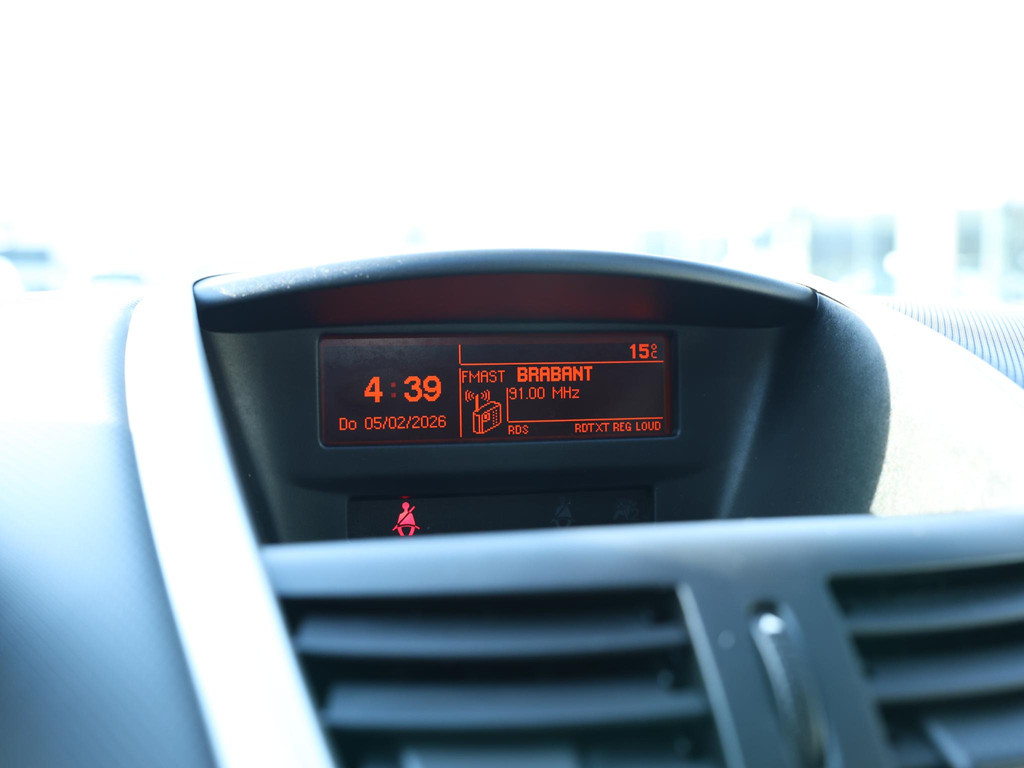 15°C
4:39
Do 05/02/2026
FMAST BRABANT
91.00 MHz
RDS RDTXT REG LOUD